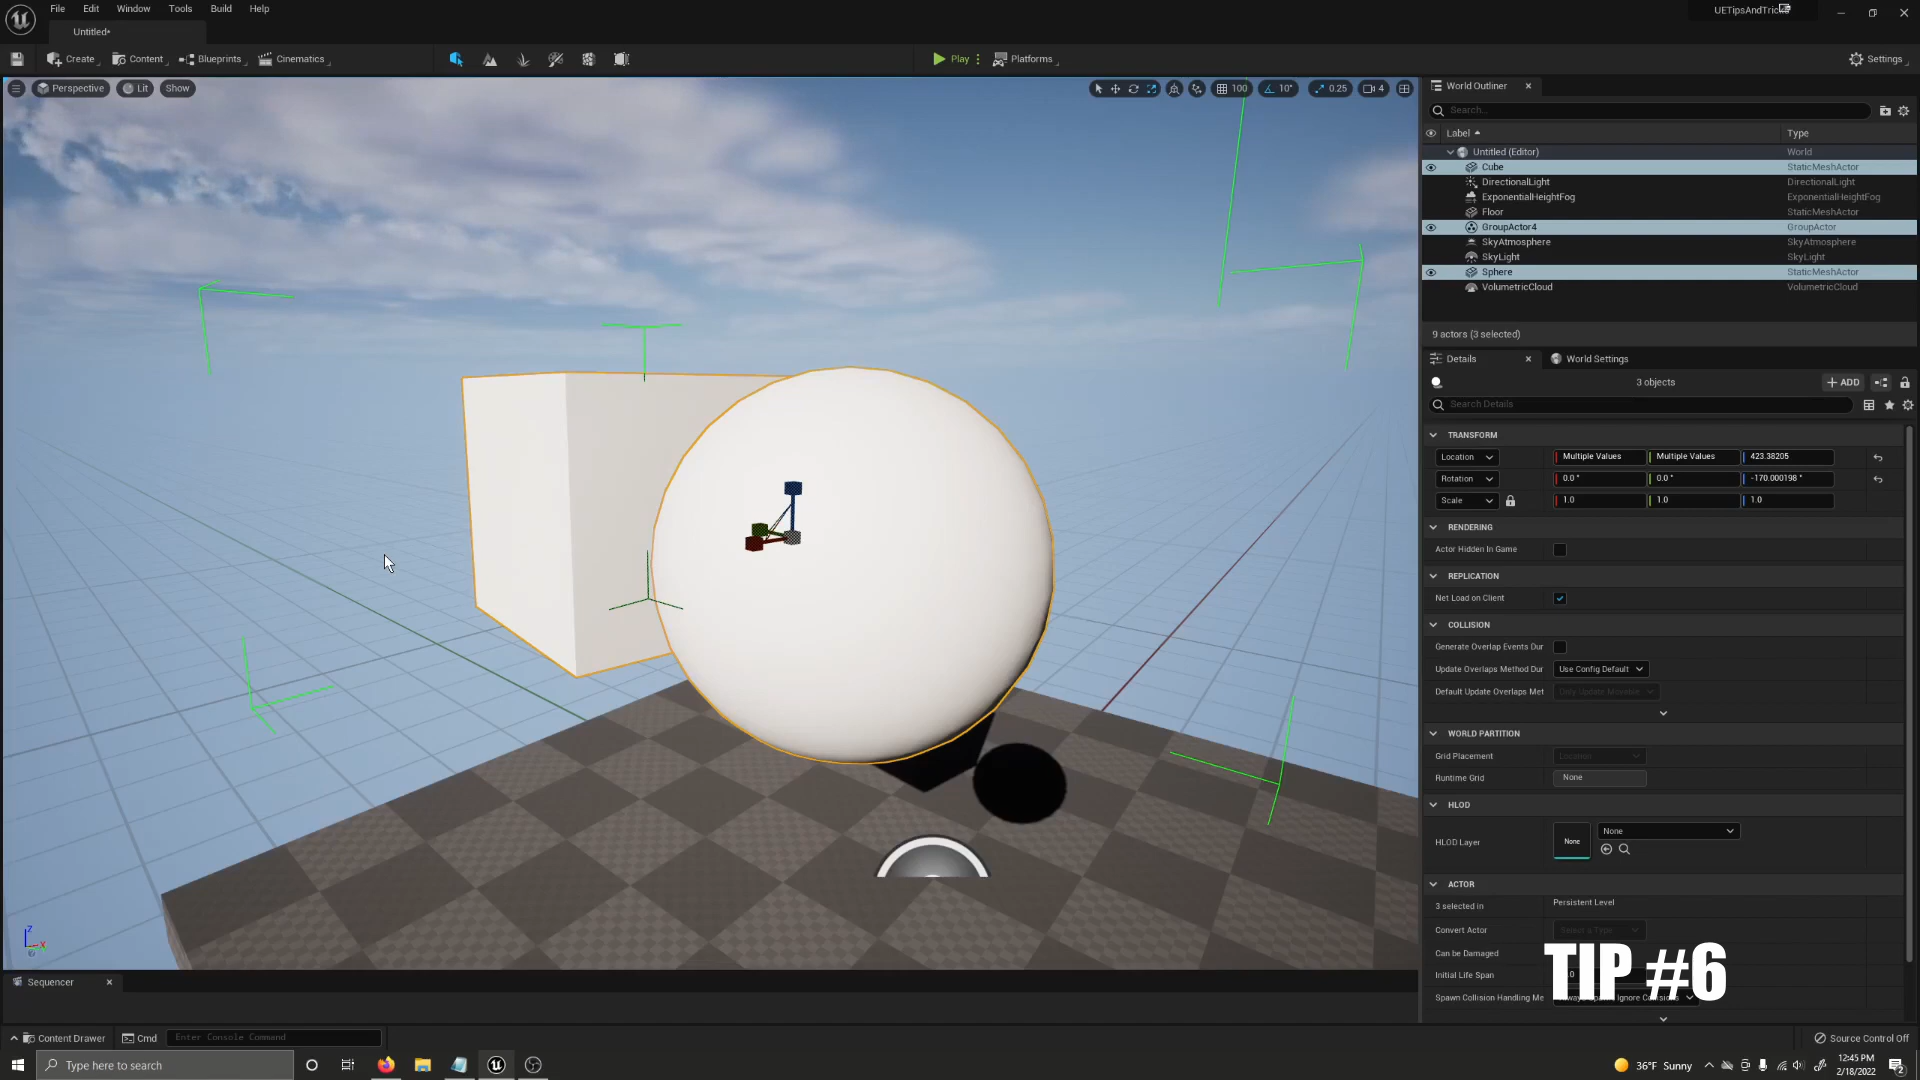 File Edit Window Tools Build Help
Untitled•
Create Content Blueprints Cinematics Play Platforms Settings
Perspective Lit Show 100 10° 0.25 4
World Outliner
Search...
Label Type
Untitled (Editor) World
Cube StaticMeshActor
DirectionalLight DirectionalLight
ExponentialHeightFog ExponentialHeightFog
Floor StaticMeshActor
GroupActor4 GroupActor
SkyAtmosphere SkyAtmosphere
SkyLight SkyLight
Sphere StaticMeshActor
VolumetricCloud VolumetricCloud
9 actors (3 selected)
Details World Settings
3 objects ADD
Search Details
TRANSFORM
Location Multiple Values Multiple Values 423.38205
Rotation 0.0 ° 0.0 ° -170.000198 °
Scale 1.0 1.0 1.0
RENDERING
Actor Hidden In Game
REPLICATION
Net Load on Client
COLLISION
Generate Overlap Events Dur
Update Overlaps Method Dur Use Config Default
Default Update Overlaps Met Only Update Movable
WORLD PARTITION
Grid Placement Location
Runtime Grid None
HLOD
HLOD Layer None None
ACTOR
3 selected in Persistent Level
Convert Actor Select a Type
Can be Damaged
Initial Life Span
Spawn Collision Handling Me
TIP #6
Z X
Sequencer
Content Drawer Cmd Enter Console Command Source Control Off
Type here to search
36°F Sunny
12:45 PM
2/18/2022
2